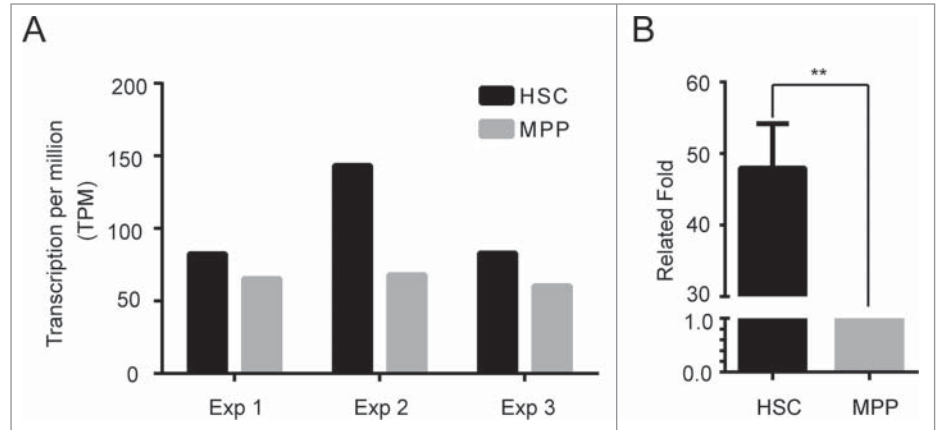 A
Transcription per million
(TPM)
200
150
100
50
0
HSC
MPP
Exp 1
Exp 2
Exp 3
B
Related Fold
60
50
40
30
1.0
0.0
**
HSC
MPP